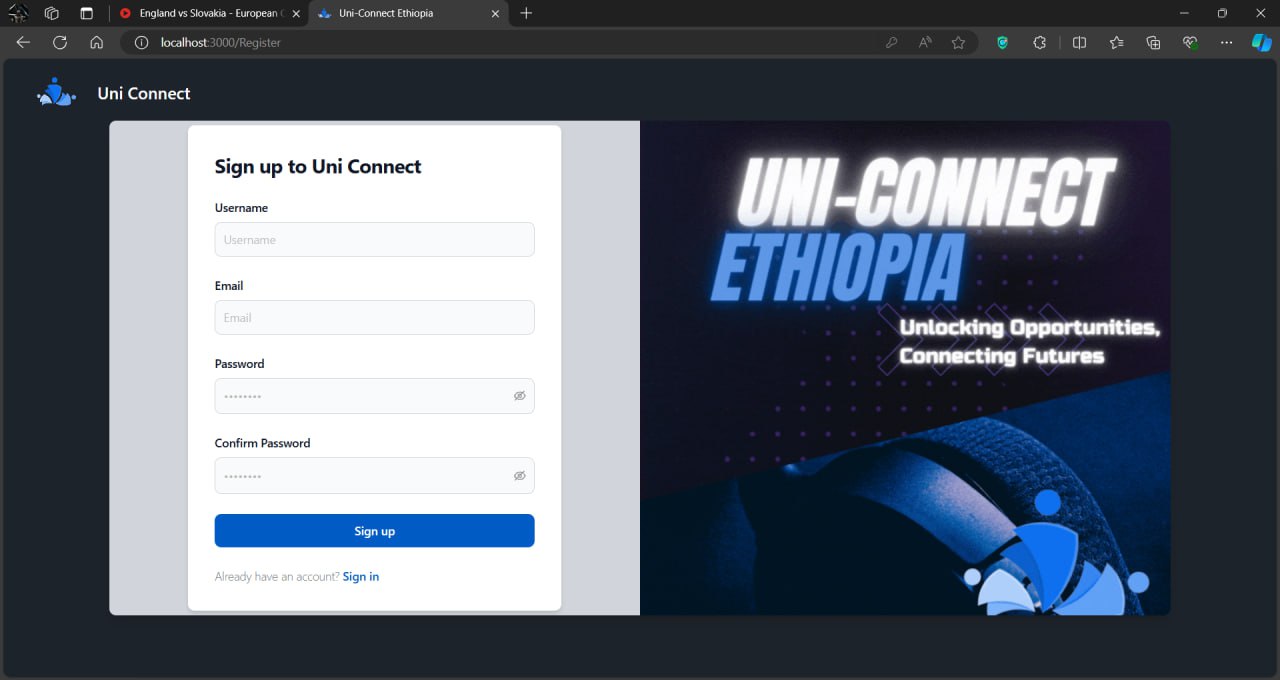 England vs Slovakia - European C
Uni-Connect Ethiopia
localhost:3000/Register
Uni Connect
Sign up to Uni Connect
Username
Username
Email
Email
Password
Confirm Password
Sign up
Already have an account? Sign in
UNI-CONNECT
ETHIOPIA
Unlocking Opportunities,
Connecting Futures